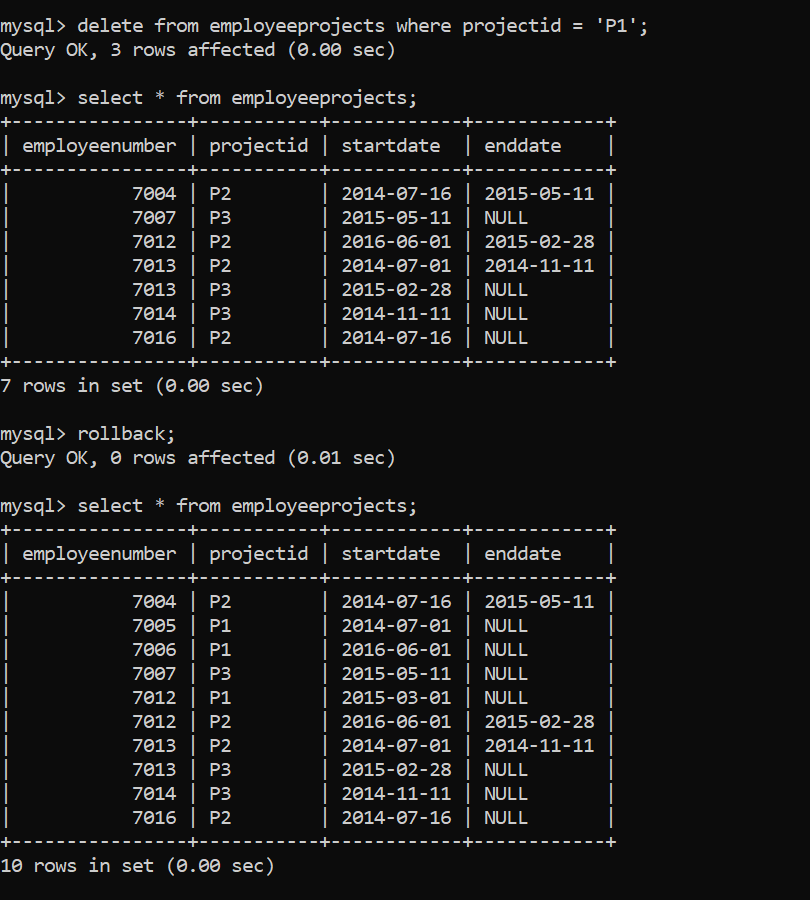 mysql> delete from employeeprojects where projectid = 'P1';
Query OK, 3 rows affected (0.00 sec)
mysql> select * from employeeprojects;
+----------------+-----------+------------+------------+
| employeenumber | projectid | startdate  | enddate    |
+----------------+-----------+------------+------------+
|           7004 | P2        | 2014-07-16 | 2015-05-11 |
|           7007 | P3        | 2015-05-11 | NULL       |
|           7012 | P2        | 2016-06-01 | 2015-02-28 |
|           7013 | P2        | 2014-07-01 | 2014-11-11 |
|           7013 | P3        | 2015-02-28 | NULL       |
|           7014 | P3        | 2014-11-11 | NULL       |
|           7016 | P2        | 2014-07-16 | NULL       |
+----------------+-----------+------------+------------+
7 rows in set (0.00 sec)
mysql> rollback;
Query OK, 0 rows affected (0.01 sec)
mysql> select * from employeeprojects;
+----------------+-----------+------------+------------+
| employeenumber | projectid | startdate  | enddate    |
+----------------+-----------+------------+------------+
|           7004 | P2        | 2014-07-16 | 2015-05-11 |
|           7005 | P1        | 2014-07-01 | NULL       |
|           7006 | P1        | 2016-06-01 | NULL       |
|           7007 | P3        | 2015-05-11 | NULL       |
|           7012 | P1        | 2015-03-01 | NULL       |
|           7012 | P2        | 2016-06-01 | 2015-02-28 |
|           7013 | P2        | 2014-07-01 | 2014-11-11 |
|           7013 | P3        | 2015-02-28 | NULL       |
|           7014 | P3        | 2014-11-11 | NULL       |
|           7016 | P2        | 2014-07-16 | NULL       |
+----------------+-----------+------------+------------+
10 rows in set (0.00 sec)